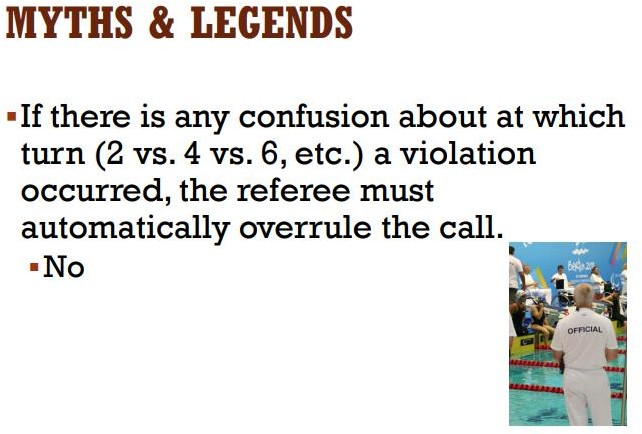 MYTHS & LEGENDS
If there is any confusion about at which
turn (2 vs. 4 vs. 6, etc.) a violation
occurred, the referee must
automatically overrule the call.
No
OFFICIAL